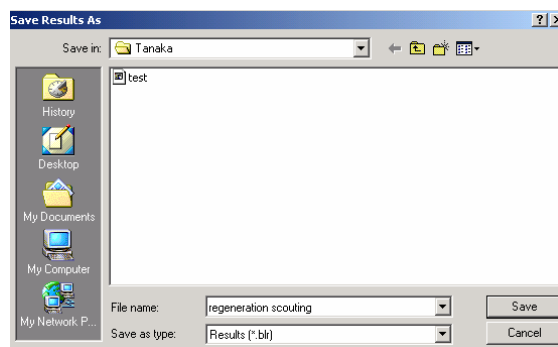 Save Results As
Save in: Tanaka
test
History
Desktop
My Documents
My Computer
My Network P...
File name: regeneration scouting Save
Save as type: Results (*.blr) Cancel